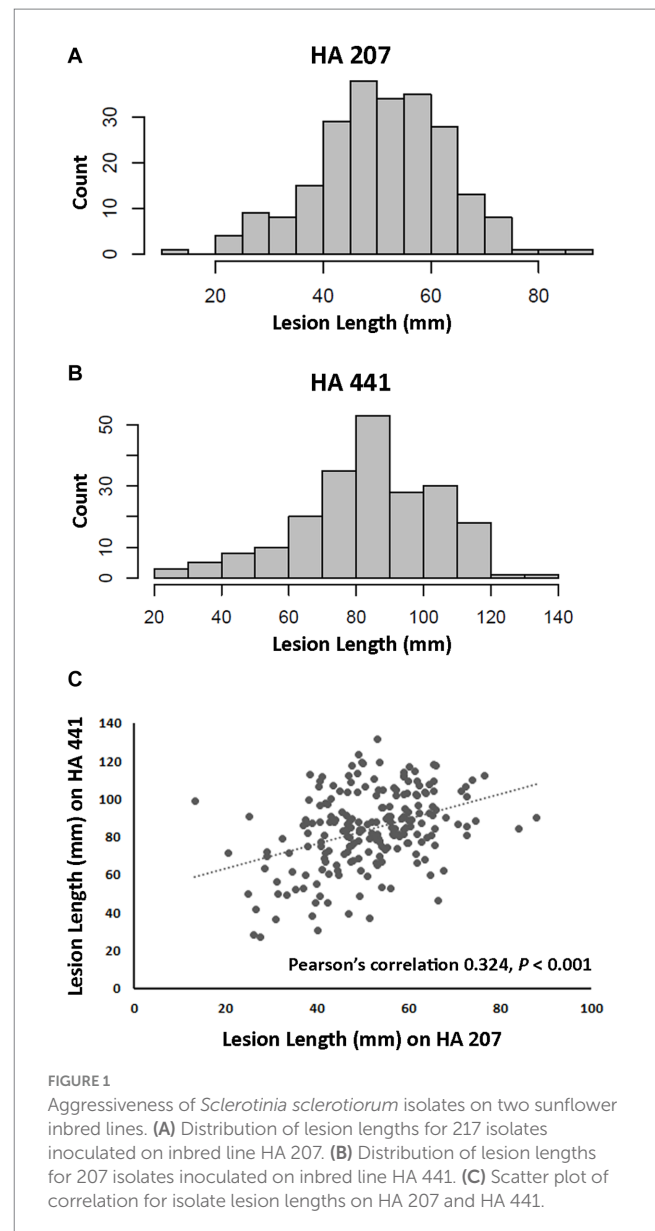 A
HA 207
Count
0
10
20
30
20
40
60
80
Lesion Length (mm)
B
HA 441
Count
0
10
30
50
20
40
60
80
100
120
140
Lesion Length (mm)
C
Lesion Length (mm) on HA 441
140
120
100
80
60
40
20
0
Pearson's correlation 0.324, P < 0.001
0
20
40
60
80
100
Lesion Length (mm) on HA 207
FIGURE 1
Aggressiveness of Sclerotinia sclerotiorum isolates on two sunflower
inbred lines. (A) Distribution of lesion lengths for 217 isolates
inoculated on inbred line HA 207. (B) Distribution of lesion lengths
for 207 isolates inoculated on inbred line HA 441. (C) Scatter plot of
correlation for isolate lesion lengths on HA 207 and HA 441.